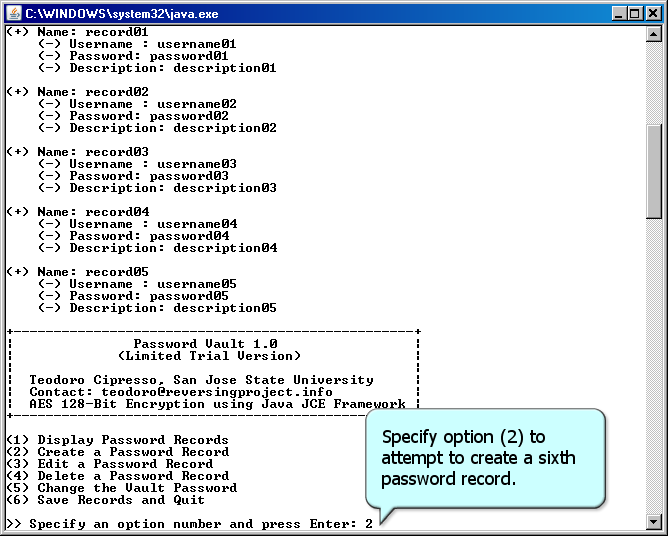 C:\WINDOWS\system32\java.exe
(+) Name: record01
(-) Username : username01
(-) Password: password01
(-) Description: description01
(+) Name: record02
(-) Username : username02
(-) Password: password02
(-) Description: description02
(+) Name: record03
(-) Username : username03
(-) Password: password03
(-) Description: description03
(+) Name: record04
(-) Username : username04
(-) Password: password04
(-) Description: description04
(+) Name: record05
(-) Username : username05
(-) Password: password05
(-) Description: description05
Password Vault 1.0
(Limited Trial Version)
Teodoro Cipresso, San Jose State University
Contact: teodoro@reversingproject.info
AES 128-Bit Encryption using Java JCE Framework
(1) Display Password Records
(2) Create a Password Record
(3) Edit a Password Record
(4) Delete a Password Record
(5) Change the Vault Password
(6) Save Records and Quit
>> Specify an option number and press Enter: 2
Specify option (2) to
attempt to create a sixth
password record.